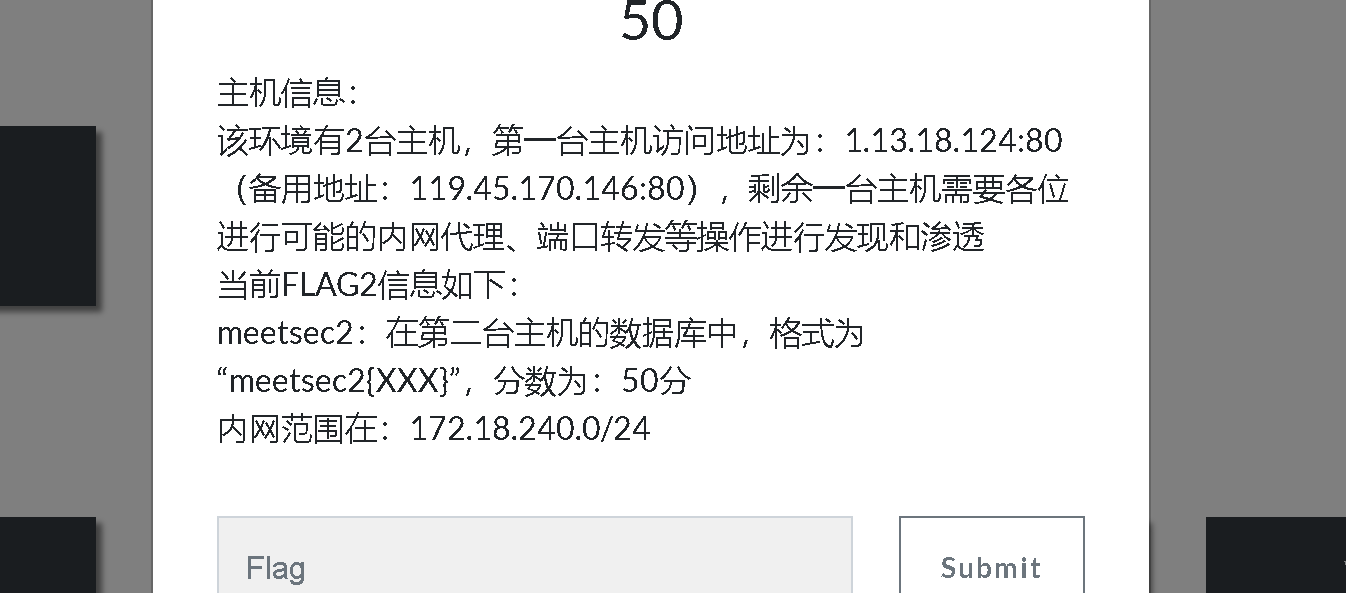 50
主机信息：
该环境有2台主机，第一台主机访问地址为：1.13.18.124:80
（备用地址：119.45.170.146:80），剩余一台主机需要各位
进行可能的内网代理、端口转发等操作进行发现和渗透
当前FLAG2信息如下：
meetsec2：在第二台主机的数据库中，格式为
“meetsec2{XXX}”，分数为：50分
内网范围在：172.18.240.0/24
Flag
Submit